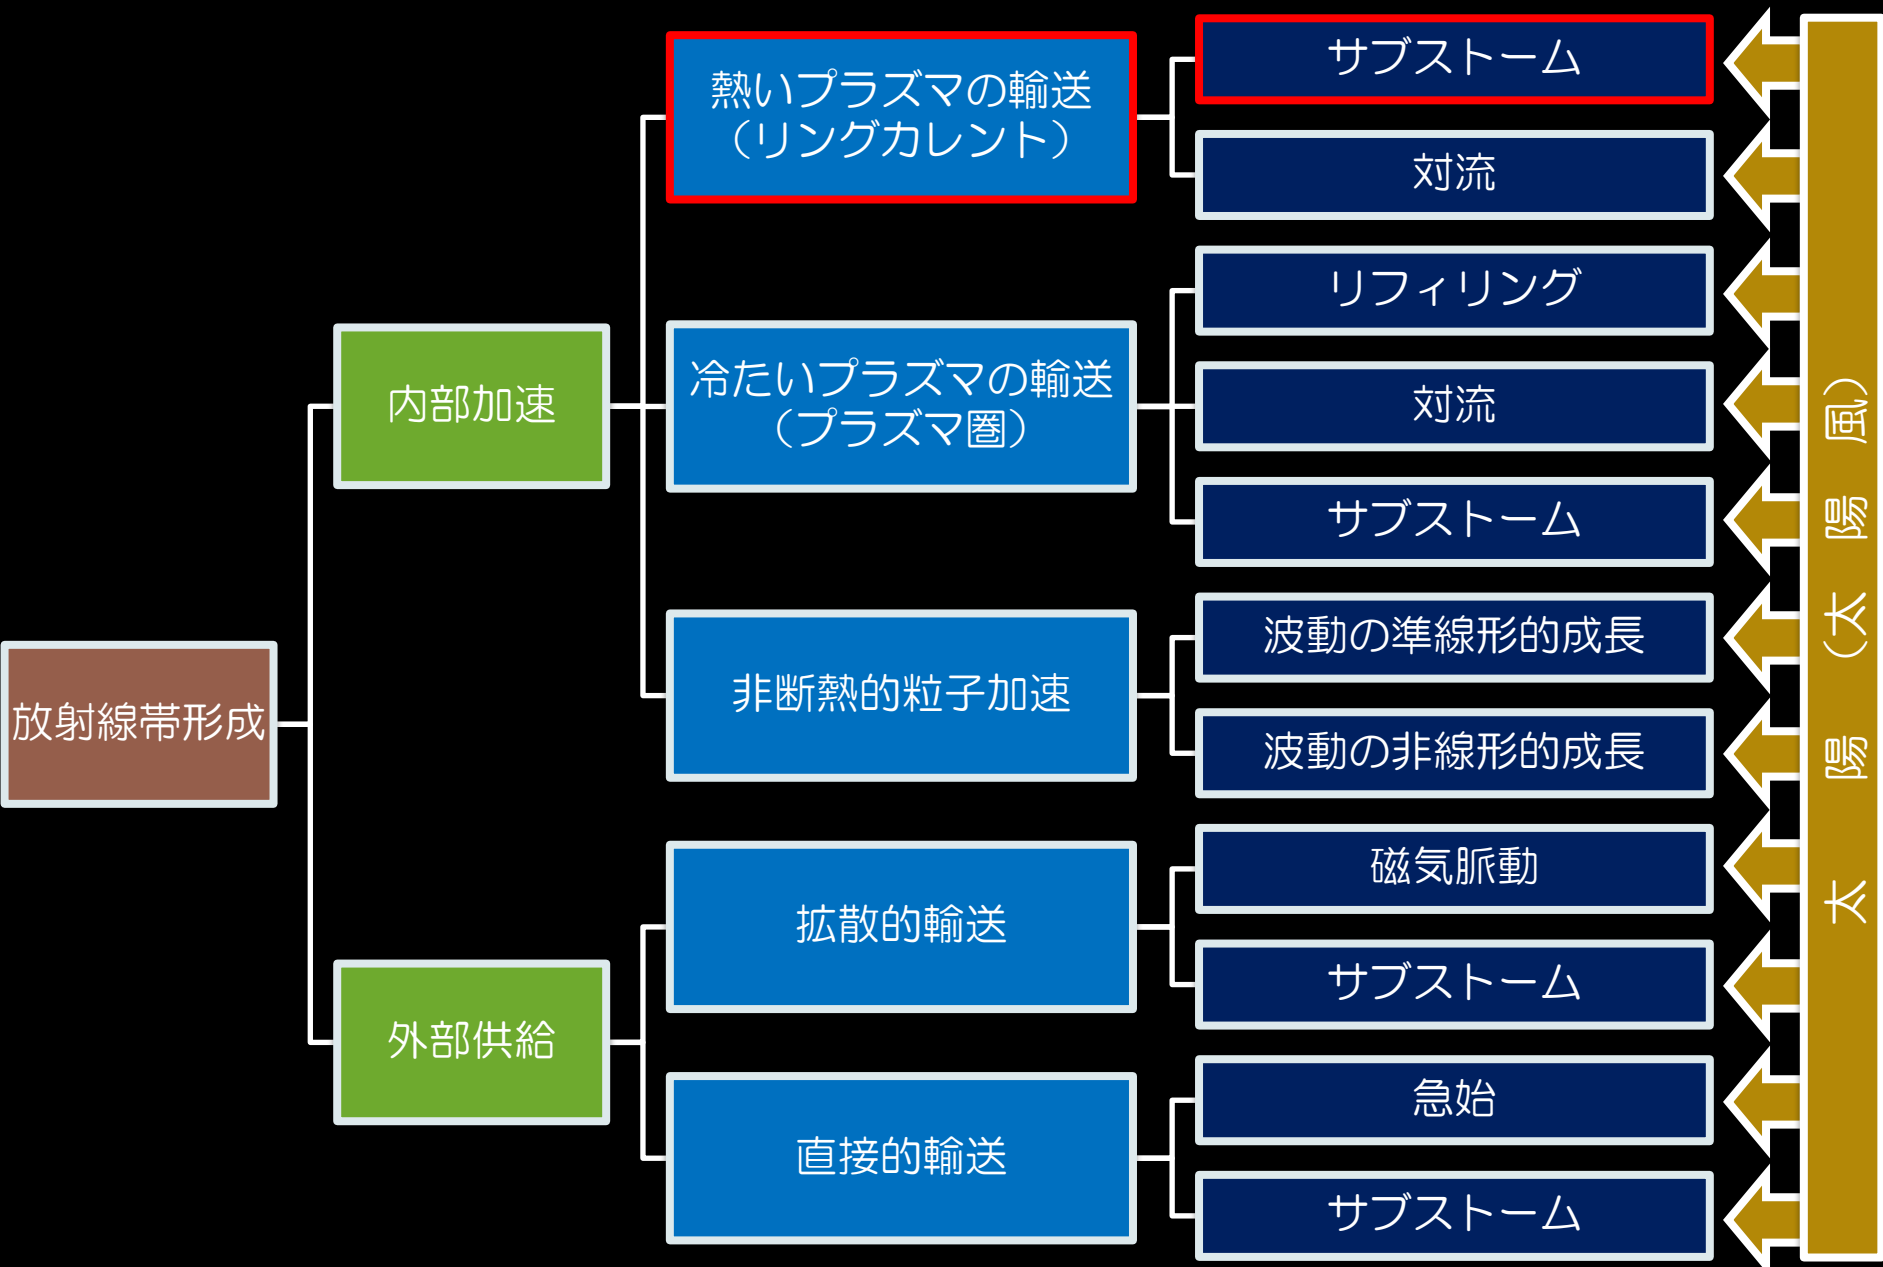 放射線帯形成
内部加速
外部供給
熱いプラズマの輸送
（リングカレント）
冷たいプラズマの輸送
（プラズマ圏）
非断熱的粒子加速
拡散的輸送
直接的輸送
サブストーム
対流
リフィリング
対流
サブストーム
波動の準線形的成長
波動の非線形的成長
磁気脈動
サブストーム
急始
サブストーム
太陽（太陽風）